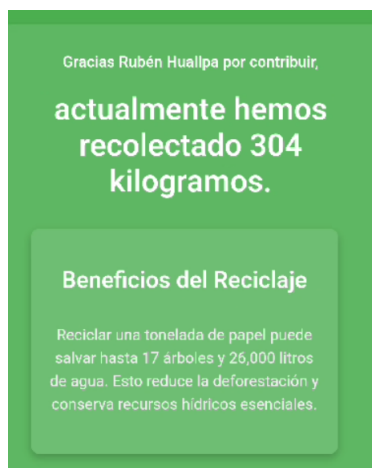 Gracias Rubén Huallpa por contribuir,
actualmente hemos
recolectado 304
kilogramos.
Beneficios del Reciclaje
Reciclar una tonelada de papel puede
salvar hasta 17 árboles y 26,000 litros
de agua. Esto reduce la deforestación y
conserva recursos hídricos esenciales.